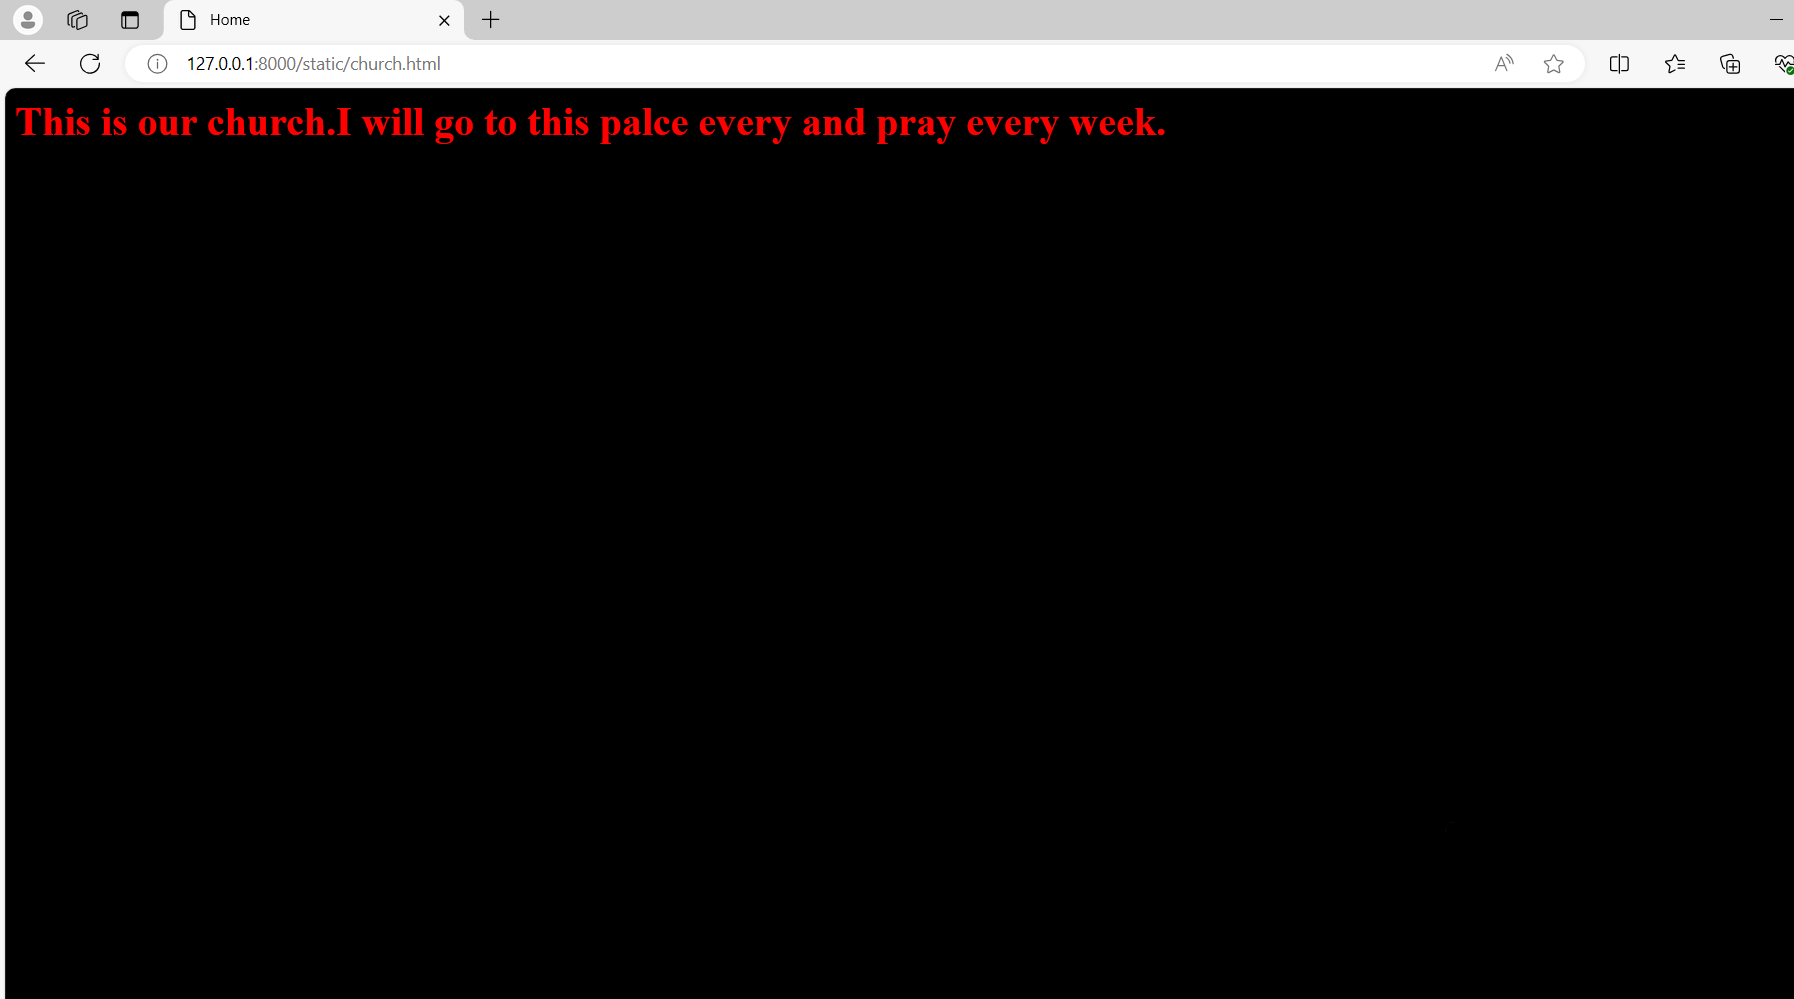 Home
127.0.0.1:8000/static/church.html
This is our church.I will go to this palce every and pray every week.